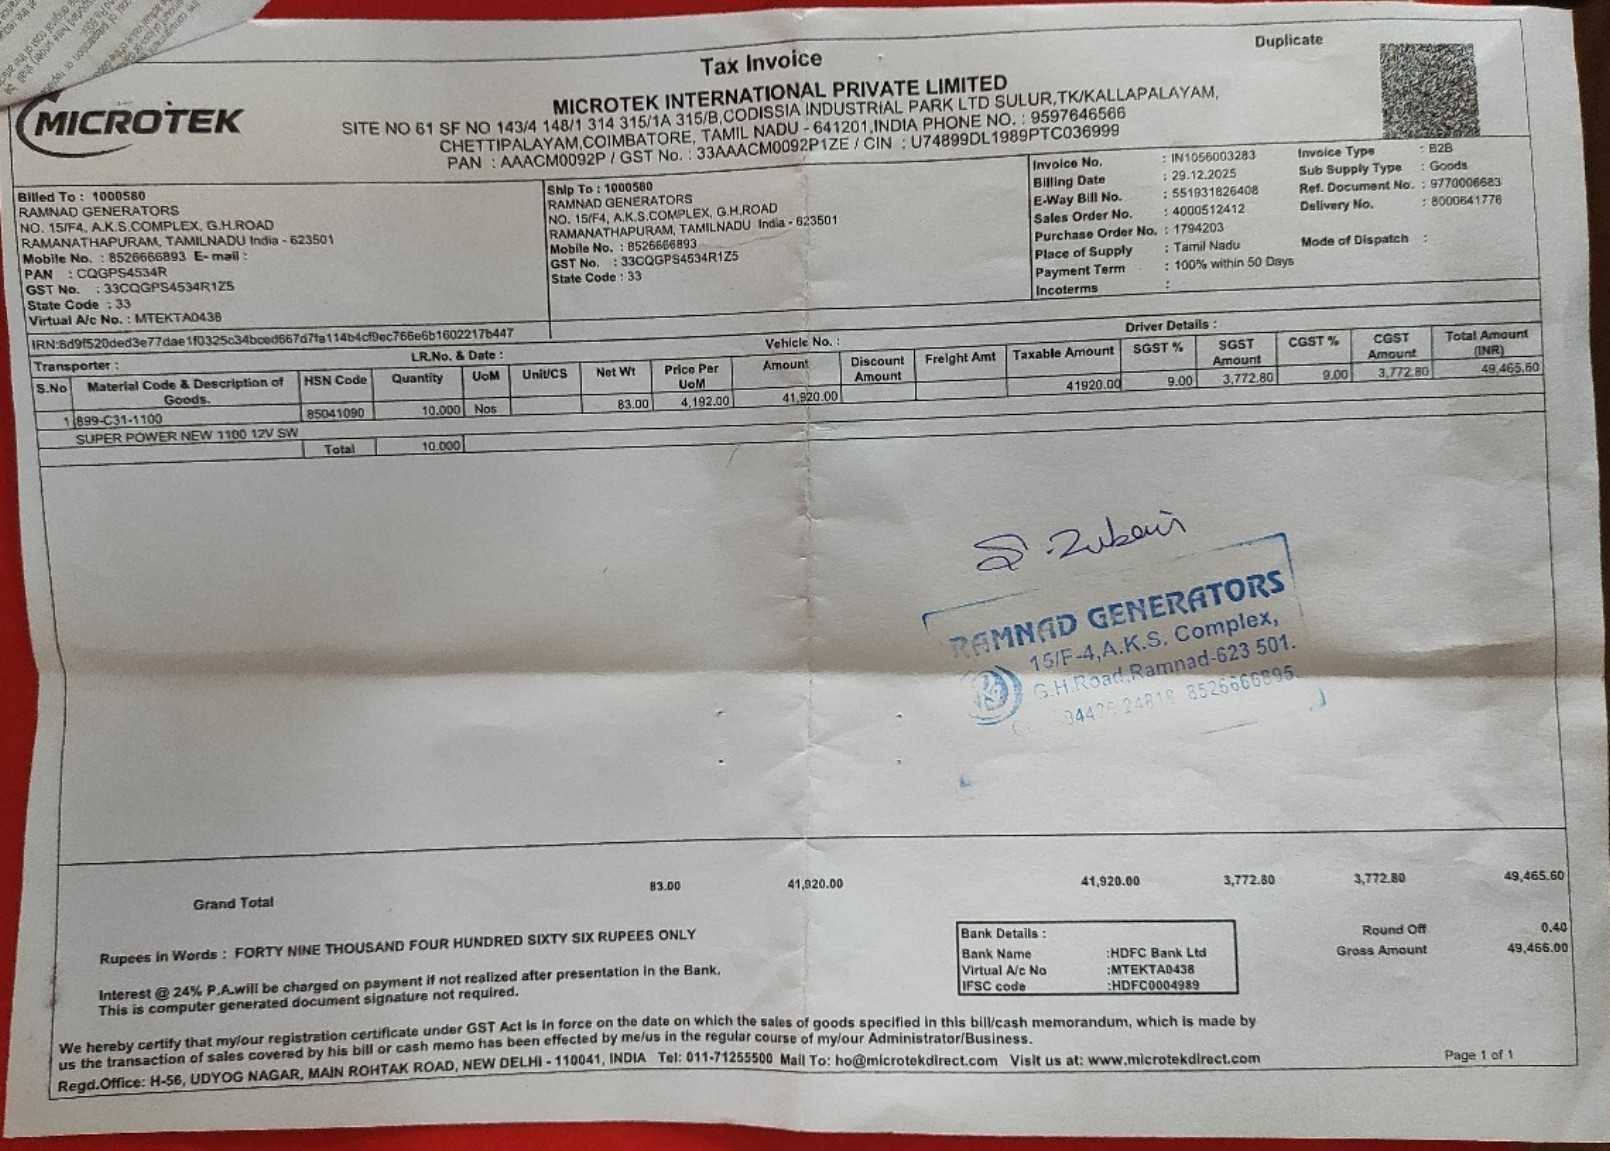 Duplicate
Tax Invoice
MICROTEK
MICROTEK INTERNATIONAL PRIVATE LIMITED
SITE NO 61 SF NO 143/4 148/1 314 315/1A 315/B,CODISSIA INDUSTRIAL PARK LTD SULUR,TK/KALLAPALAYAM,
CHETTIPALAYAM,COIMBATORE, TAMIL NADU - 641201,INDIA PHONE NO. : 9597646566
PAN : AAACM0092P / GST No. : 33AAACM0092P1ZE / CIN : U74899DL1989PTC036999
Billed To : 1000580
RAMNAD GENERATORS
NO. 15/F4, A.K.S.COMPLEX, G.H.ROAD
RAMANATHAPURAM, TAMILNADU India - 623501
Mobile No. : 8526666893 E- mail :
PAN : CQGPS4534R
GST No. : 33CQGPS4534R1Z5
State Code : 33
Virtual A/c No. : MTEKTA0438
Ship To : 1000580
RAMNAD GENERATORS
NO. 15/F4, A.K.S.COMPLEX, G.H.ROAD
RAMANATHAPURAM, TAMILNADU India - 623501
Mobile No. : 8526666893
GST No. : 33CQGPS4534R1Z5
State Code : 33
Invoice No. : IN1056003283
Billing Date : 29.12.2025
E-Way Bill No. : 551931826408
Sales Order No. : 4000512412
Purchase Order No. : 1794203
Place of Supply : Tamil Nadu
Payment Term : 100% within 50 Days
Incoterms :
Invoice Type : B2B
Sub Supply Type : Goods
Ref. Document No. : 9770006683
Delivery No. : 8000641776
Mode of Dispatch :
IRN:8d9f520ded3e77dae1f0325c34bced667d7fa114b4cf9ec766e6b1602217b447
Transporter : LR.No. & Date : Vehicle No. : Driver Details :
S.No Material Code & Description of Goods. HSN Code Quantity UoM Unit/CS Net Wt Price Per UoM Amount Discount Amount Freight Amt Taxable Amount SGST % SGST Amount CGST % CGST Amount Total Amount (INR)
1 899-C31-1100 85041090 10.000 Nos 83.00 4,192.00 41,920.00 41920.00 9.00 3,772.80 9.00 3,772.80 49,465.60
SUPER POWER NEW 1100 12V SW
Total 10.000
S. Zubair
RAMNAD GENERATORS
15/F-4,A.K.S. Complex,
G.H.Road,Ramnad-623 501.
8526666895
Grand Total 83.00 41,920.00 41,920.00 3,772.80 3,772.80 49,465.60
Round Off 0.40
Gross Amount 49,466.00
Rupees in Words : FORTY NINE THOUSAND FOUR HUNDRED SIXTY SIX RUPEES ONLY
Bank Details :
Bank Name :HDFC Bank Ltd
Virtual A/c No :MTEKTA0438
IFSC code :HDFC0004989
Interest @ 24% P.A.will be charged on payment if not realized after presentation in the Bank.
This is computer generated document signature not required.
We hereby certify that my/our registration certificate under GST Act is in force on the date on which the sales of goods specified in this bill/cash memorandum, which is made by
us the transaction of sales covered by his bill or cash memo has been effected by me/us in the regular course of my/our Administrator/Business.
Regd.Office: H-56, UDYOG NAGAR, MAIN ROHTAK ROAD, NEW DELHI - 110041, INDIA Tel: 011-71255500 Mail To: ho@microtekdirect.com Visit us at: www.microtekdirect.com
Page 1 of 1